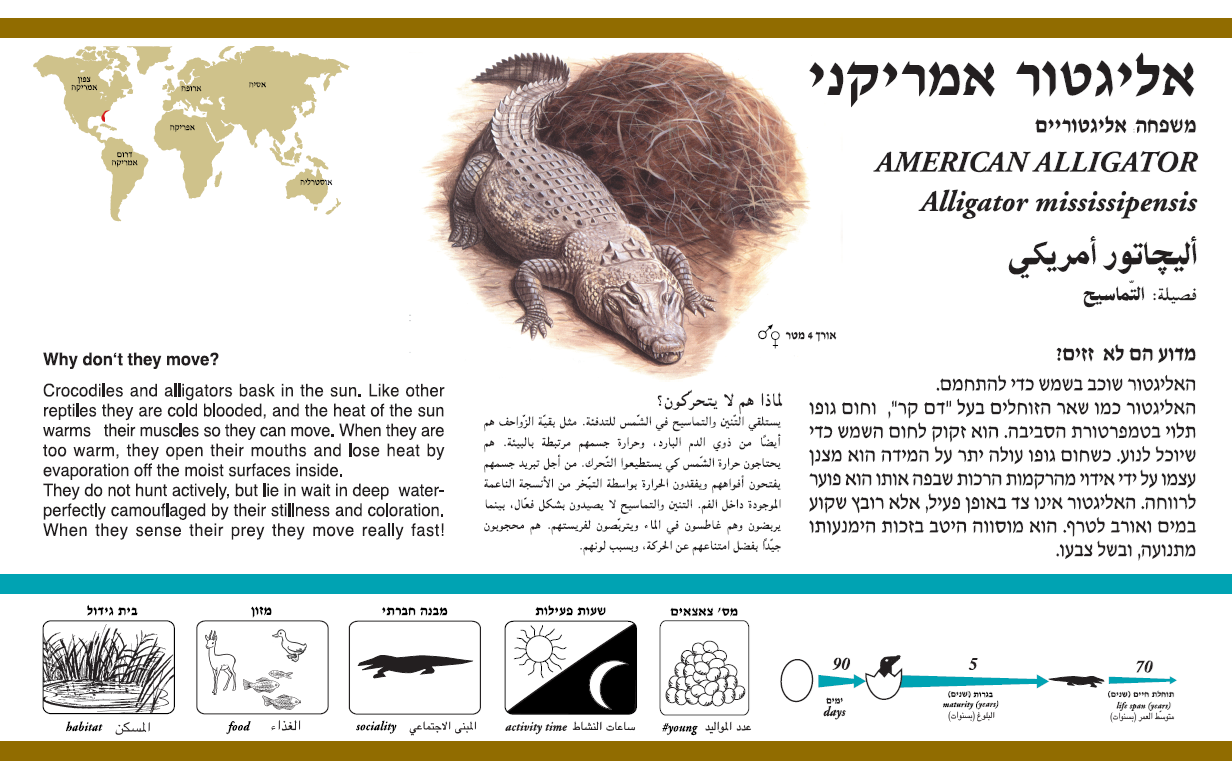 צפון
אמריקה
ארופה
אסיה
אפריקה
דרום
אמריקה
אוסטרליה
אליגטור אמריקני
משפחה: אליגטוריים
AMERICAN ALLIGATOR
Alligator mississipensis
أليچاتور أمريكي
فصيلة: التّماسيح
אורך 4 מטר
Why don't they move?
Crocodiles and alligators bask in the sun. Like other
reptiles they are cold blooded, and the heat of the sun
warms their muscles so they can move. When they are
too warm, they open their mouths and lose heat by
evaporation off the moist surfaces inside.
They do not hunt actively, but lie in wait in deep water-
perfectly camouflaged by their stillness and coloration.
When they sense their prey they move really fast!
لماذا هم لا يتحركون؟
يستلقي التّنين والتماسيح في الشّمس للتدفئة. مثل بقيّة الزّواحف هم
أيضًا من ذوي الدم البارد، وحرارة جسمهم مرتبطة بالبيئة. هم
يحتاجون حرارة الشّمس كي يستطيعوا التّحرك. من أجل تبريد جسمهم
يفتحون أفواههم ويفقدون الحرارة بواسطة التبّخر من الأنسجة الناعمة
الموجودة داخل الفم. التنين والتماسيح لا يصيدون بشكل فعّال، بينما
يربضون وهم غاطسون في الماء ويتربّصون لفريستهم. هم محجوبون
جيّدًا بفضل امتناعهم عن الحركة، وبسبب لونهم.
מדוע הם לא זזים?
האליגטור שוכב בשמש כדי להתחמם.
האליגטור כמו שאר הזוחלים בעל "דם קר", וחום גופו
תלוי בטמפרטורת הסביבה. הוא זקוק לחום השמש כדי
שיוכל לנוע. כשחום גופו עולה יתר על המידה הוא מצנן
עצמו על ידי אידוי מהרקמות הרכות שבפה אותו הוא פוער
לרווחה. האליגטור אינו צד באופן פעיל, אלא רובץ שקוע
במים ואורב לטרף. הוא מוסווה היטב בזכות הימנעותו
מתנועה, ובשל צבעו.
בית גידול
habitat المسكن
מזון
food الغذاء
מבנה חברתי
sociality المبنى الاجتماعي
שעות פעילות
activity time ساعات النشاط
מס' צאצאים
#young عدد المواليد
90
ימים
days
5
בגרות (שנים)
maturity (years)
البلوغ (بسنوات)
70
תוחלת חיים (שנים)
life span (years)
متوسط العمر (بسنوات)